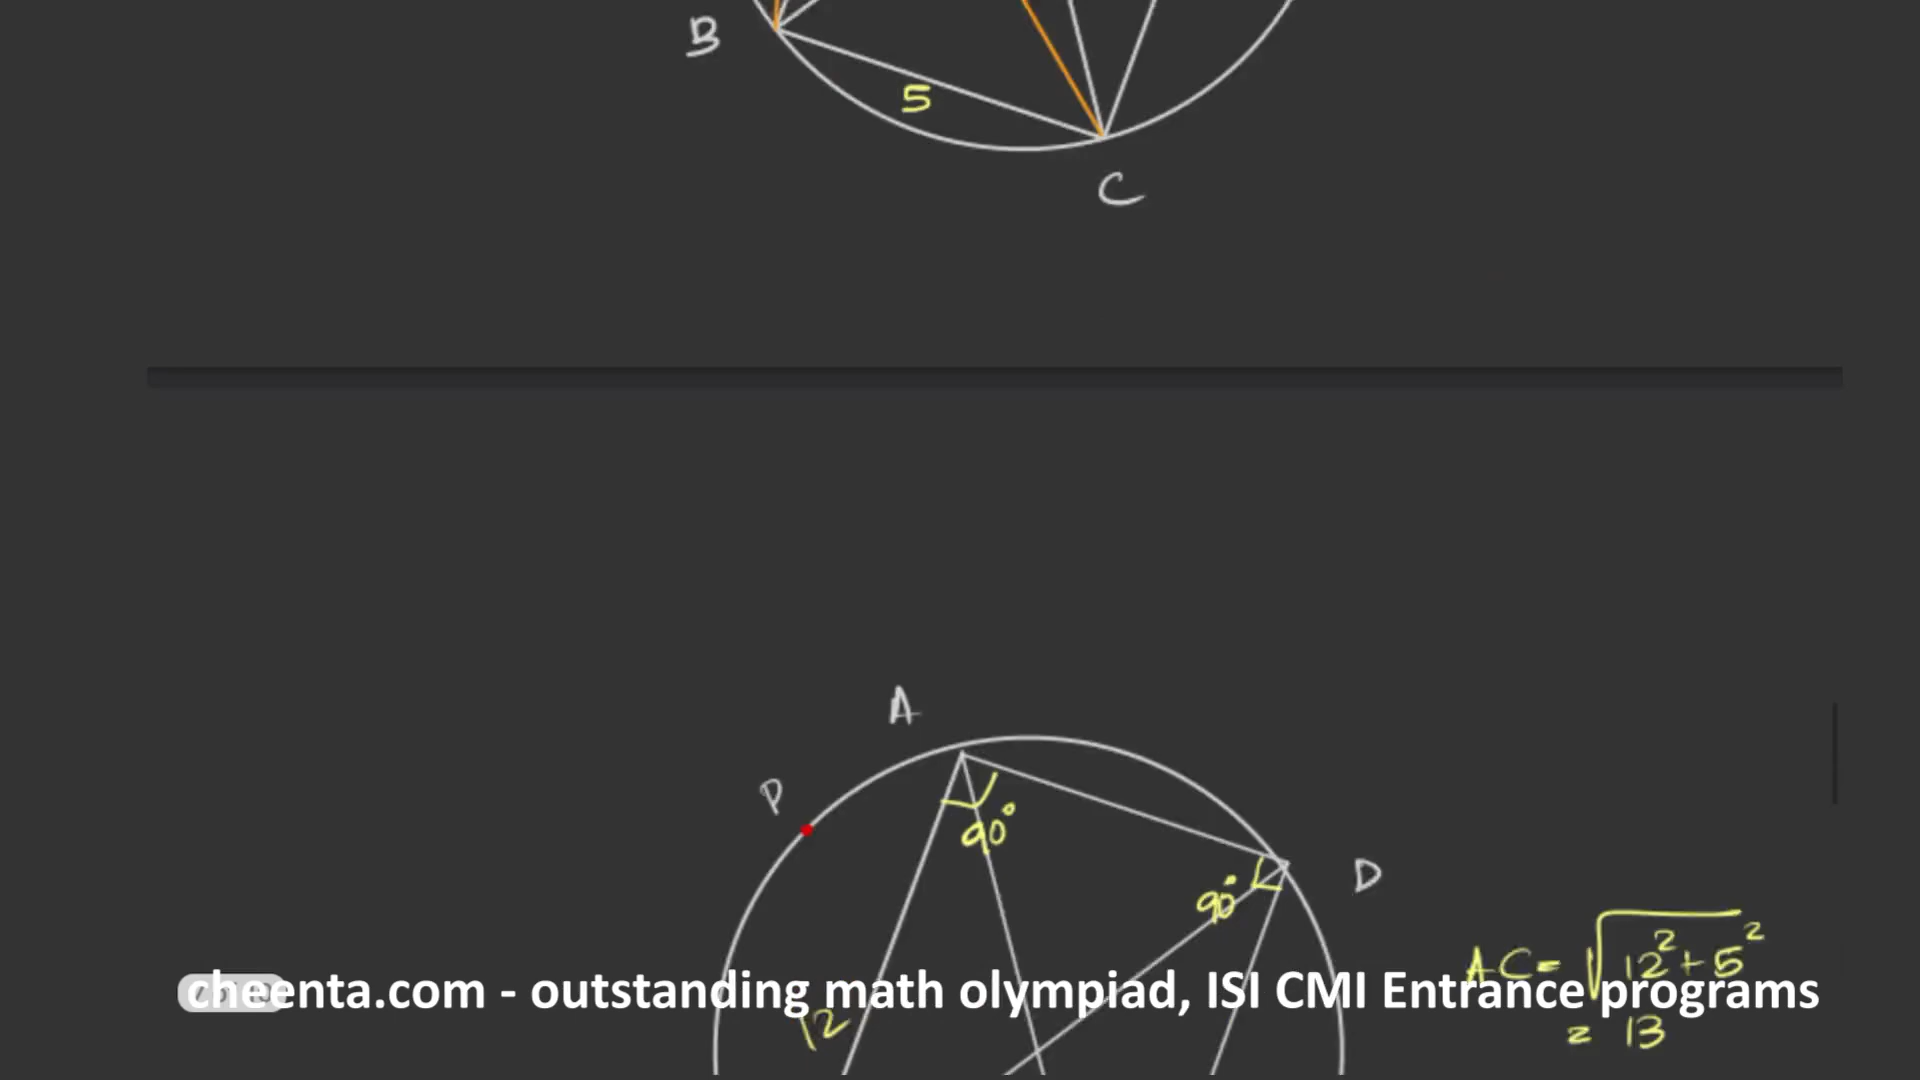 B
5
C
A
P
90°
D
90°
AC = √12² + 5²
cheenta.com - outstanding math olympiad, ISI CMI Entrance programs
12
= 13